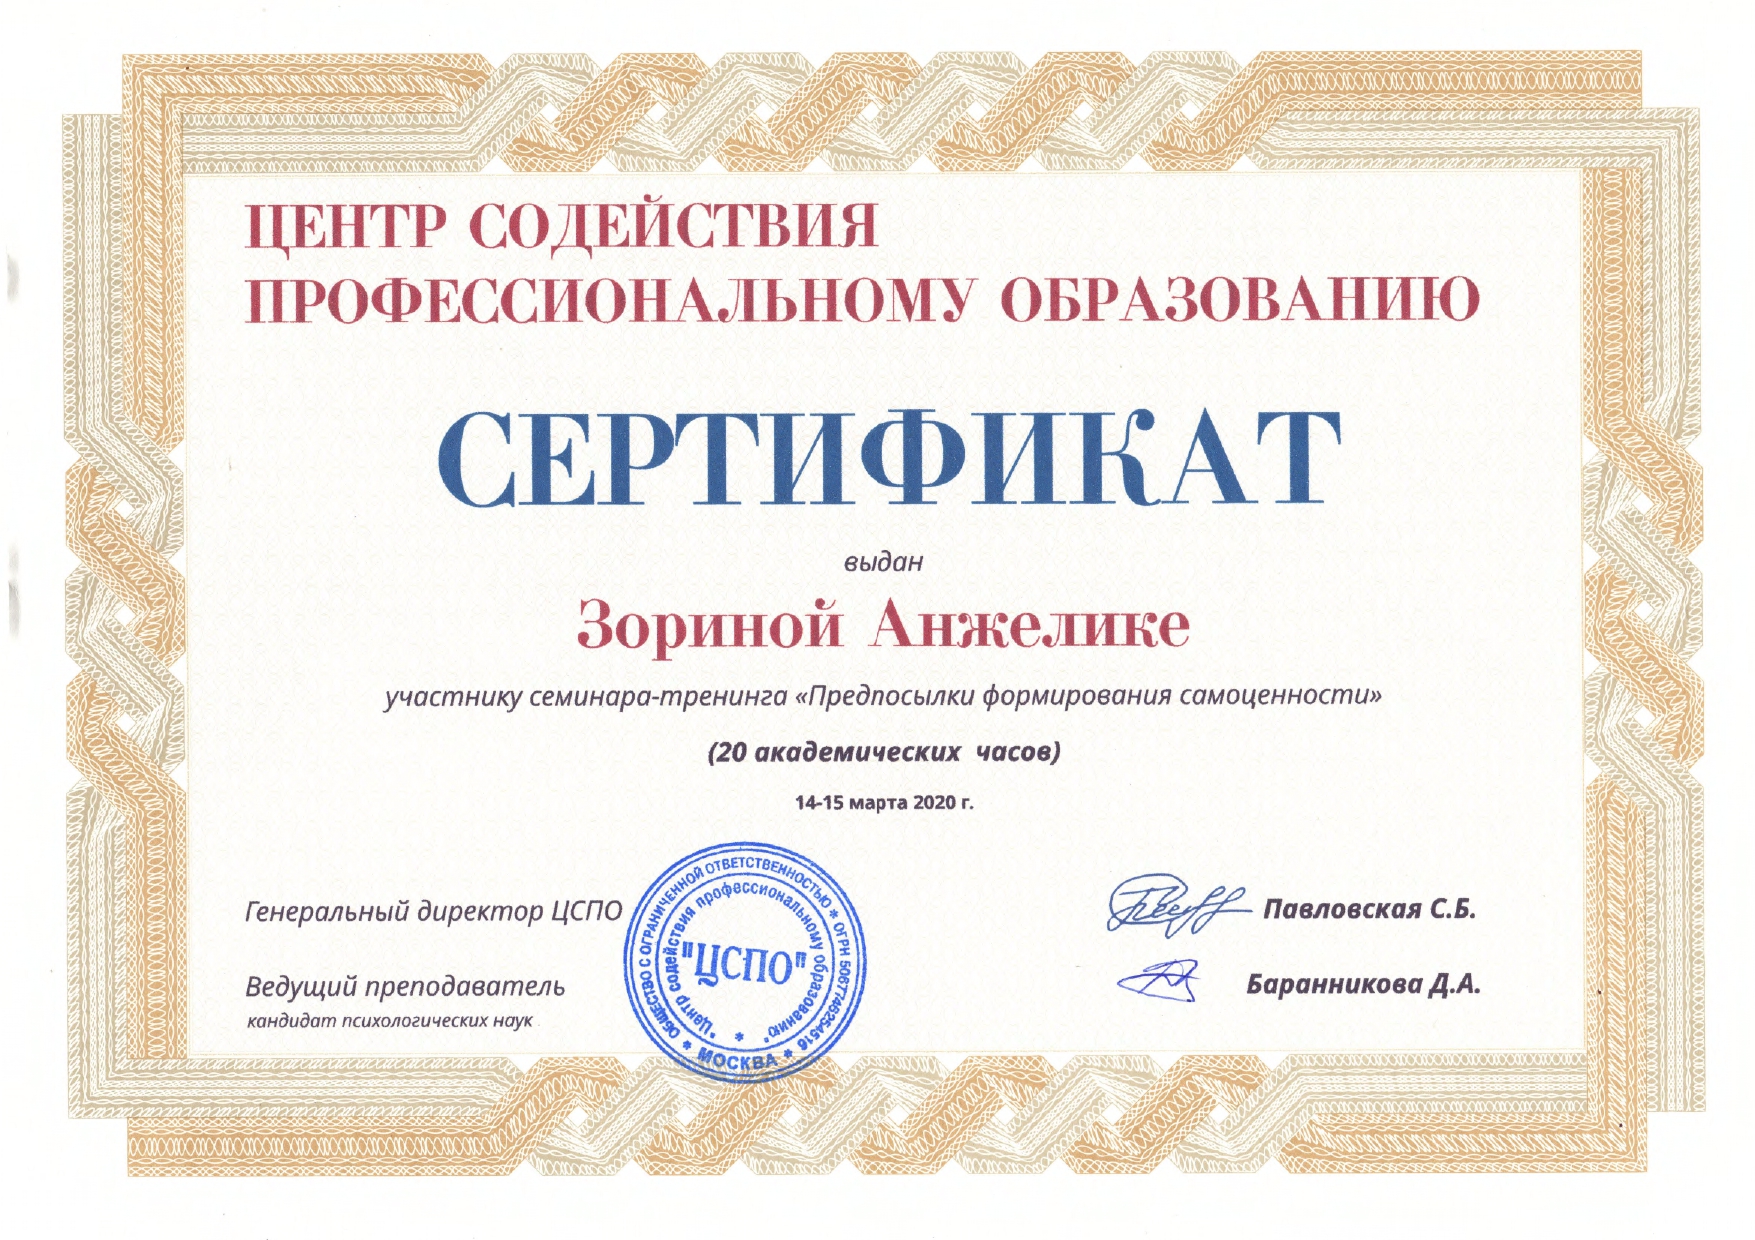 ЦЕНТР СОДЕЙСТВИЯ
ПРОФЕССИОНАЛЬНОМУ ОБРАЗОВАНИЮ
СЕРТИФИКАТ
выдан
Зориной Анжелике
участнику семинара-тренинга «Предпосылки формирования самоценности»
(20 академических часов)
14-15 марта 2020 г.
Генеральный директор ЦСПО
Павловская С.Б.
Ведущий преподаватель
кандидат психологических наук
Баранникова Д.А.
ОБЩЕСТВО С ОГРАНИЧЕННОЙ ОТВЕТСТВЕННОСТЬЮ * ОГРН 5067746254516
* МОСКВА *
"Центр содействия профессиональному образованию"
"ЦСПО"